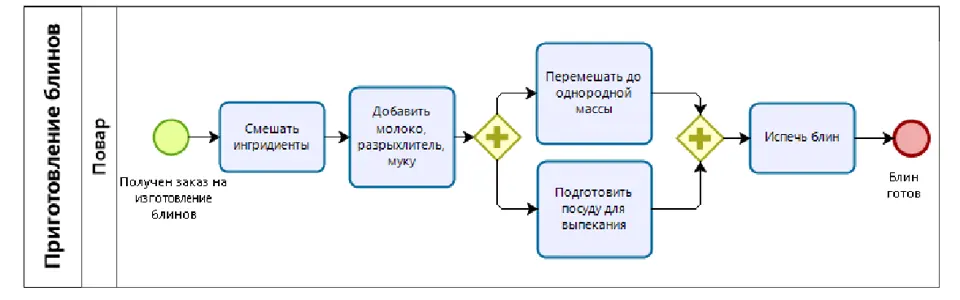 Приготовление блинов
Повар
Получен заказ на
изготовление
блинов
Смешать
ингридиенты
Добавить
молоко,
разрыхлитель,
муку
Перемешать до
однородной
массы
Подготовить
посуду для
выпекания
Испечь блин
Блин
готов